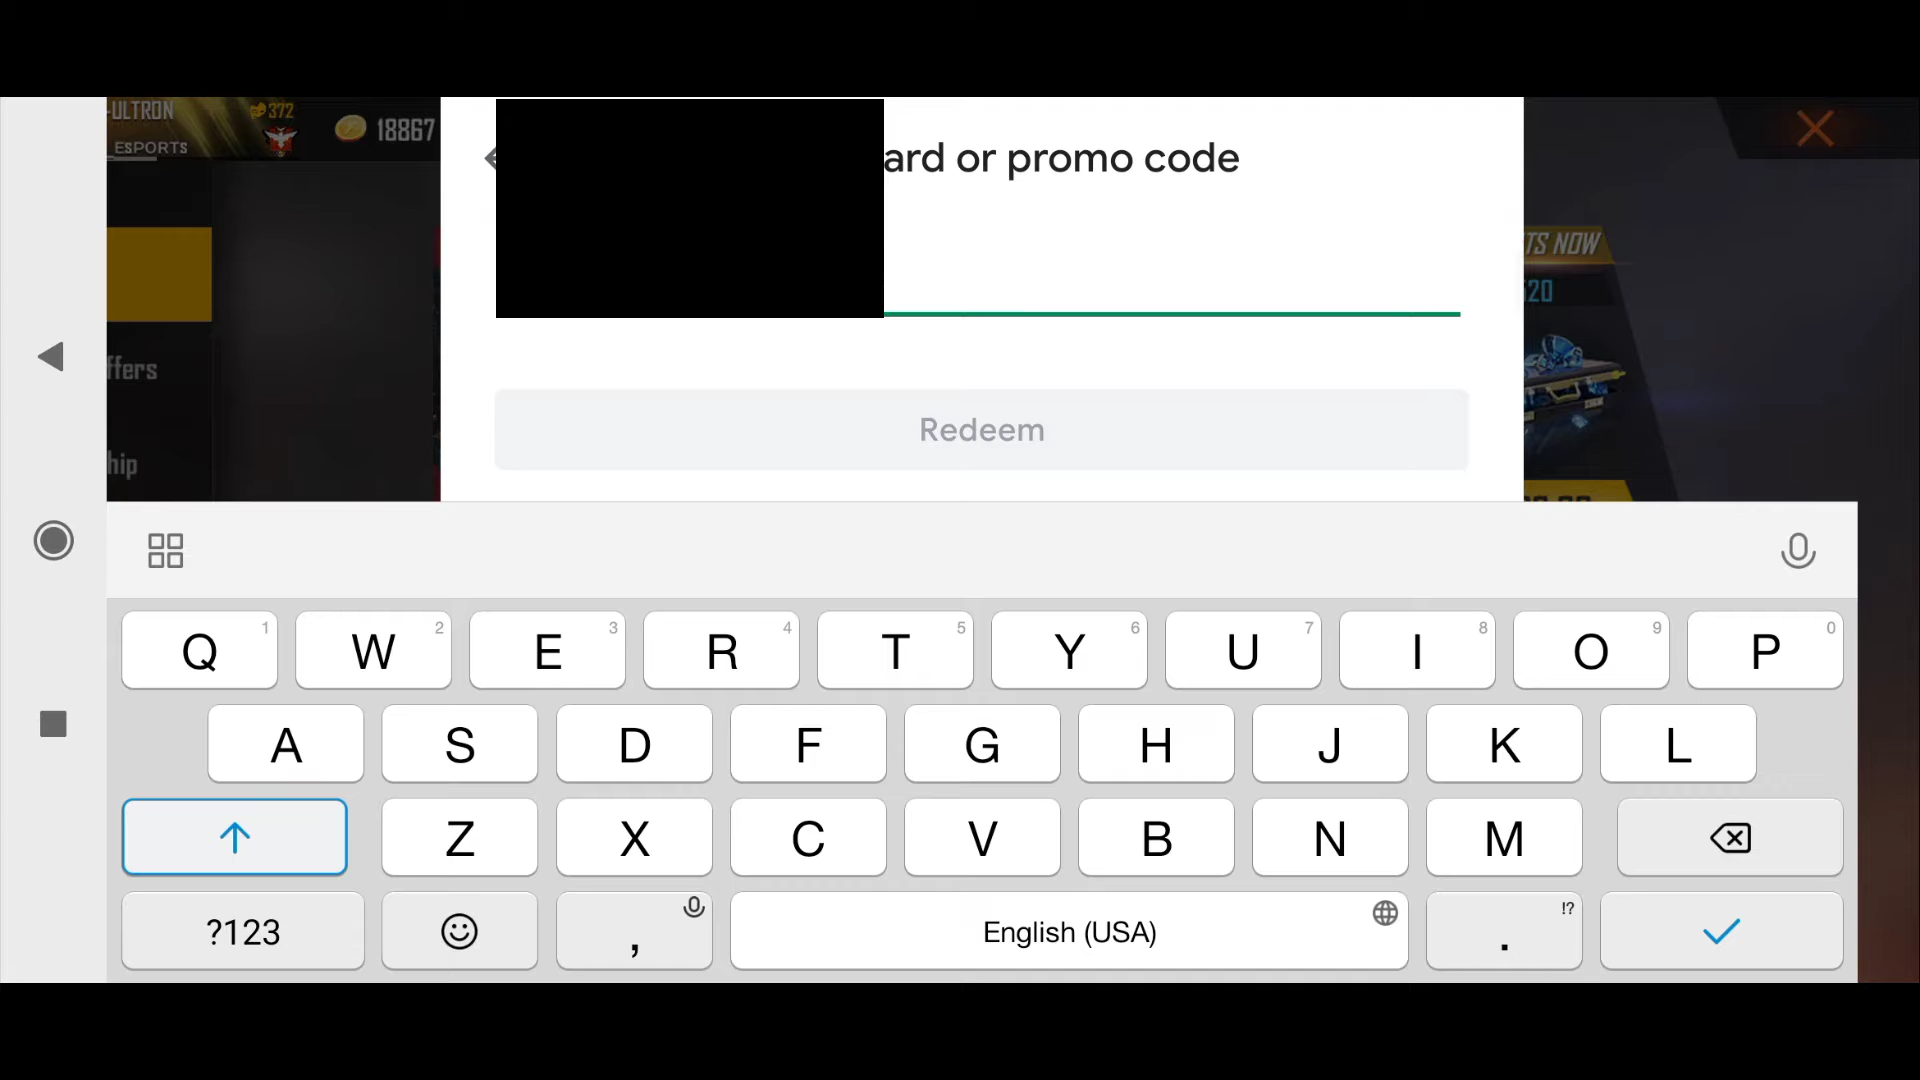 -ULTRON
372
18867
ESPORTS
ard or promo code
TS NOW
520
ffers
hip
Redeem
Q 1 W 2 E 3 R 4 T 5 Y 6 U 7 I 8 O 9 P 0
A S D F G H J K L
Z X C V B N M
?123 , English (USA) . !?